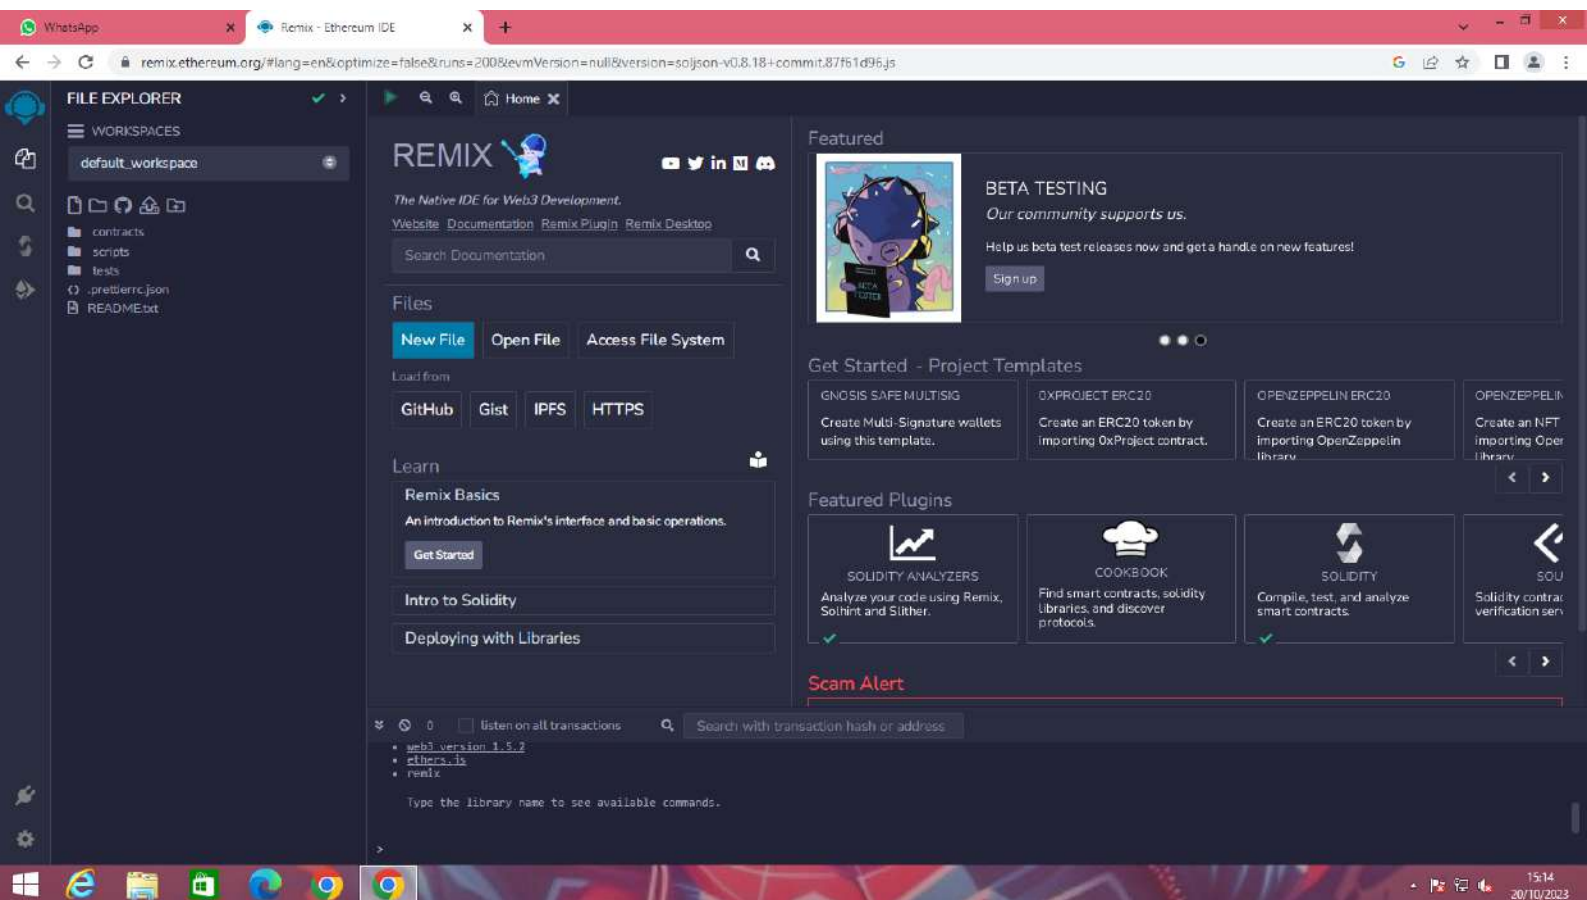 WhatsApp
Remix - Ethereum IDE
remix.ethereum.org/#lang=en&optimize=false&runs=200&evmVersion=null&version=soljson-v0.8.18+commit.87f61d96.js
FILE EXPLORER
WORKSPACES
default_workspace
contracts
scripts
tests
.prettierrc.json
README.txt
Home
REMIX
The Native IDE for Web3 Development.
Website Documentation Remix Plugin Remix Desktop
Search Documentation
Files
New File Open File Access File System
Load from
GitHub Gist IPFS HTTPS
Learn
Remix Basics
An introduction to Remix's interface and basic operations.
Get Started
Intro to Solidity
Deploying with Libraries
Featured
BETA TESTER
BETA TESTING
Our community supports us.
Help us beta test releases now and get a handle on new features!
Sign up
Get Started - Project Templates
GNOSIS SAFE MULTISIG
Create Multi-Signature wallets
using this template.
0XPROJECT ERC20
Create an ERC20 token by
importing 0xProject contract.
OPENZEPPELIN ERC20
Create an ERC20 token by
importing OpenZeppelin
library.
OPENZEPPELIN
Create an NFT
importing Oper
library.
Featured Plugins
SOLIDITY ANALYZERS
Analyze your code using Remix,
Solhint and Slither.
COOKBOOK
Find smart contracts, solidity
libraries, and discover
protocols.
SOLIDITY
Compile, test, and analyze
smart contracts.
SOU
Solidity contrac
verification serv
Scam Alert
0 listen on all transactions Search with transaction hash or address
• web3 version 1.5.2
• ethers.js
• remix
Type the library name to see available commands.
>
15:14
20/10/2023